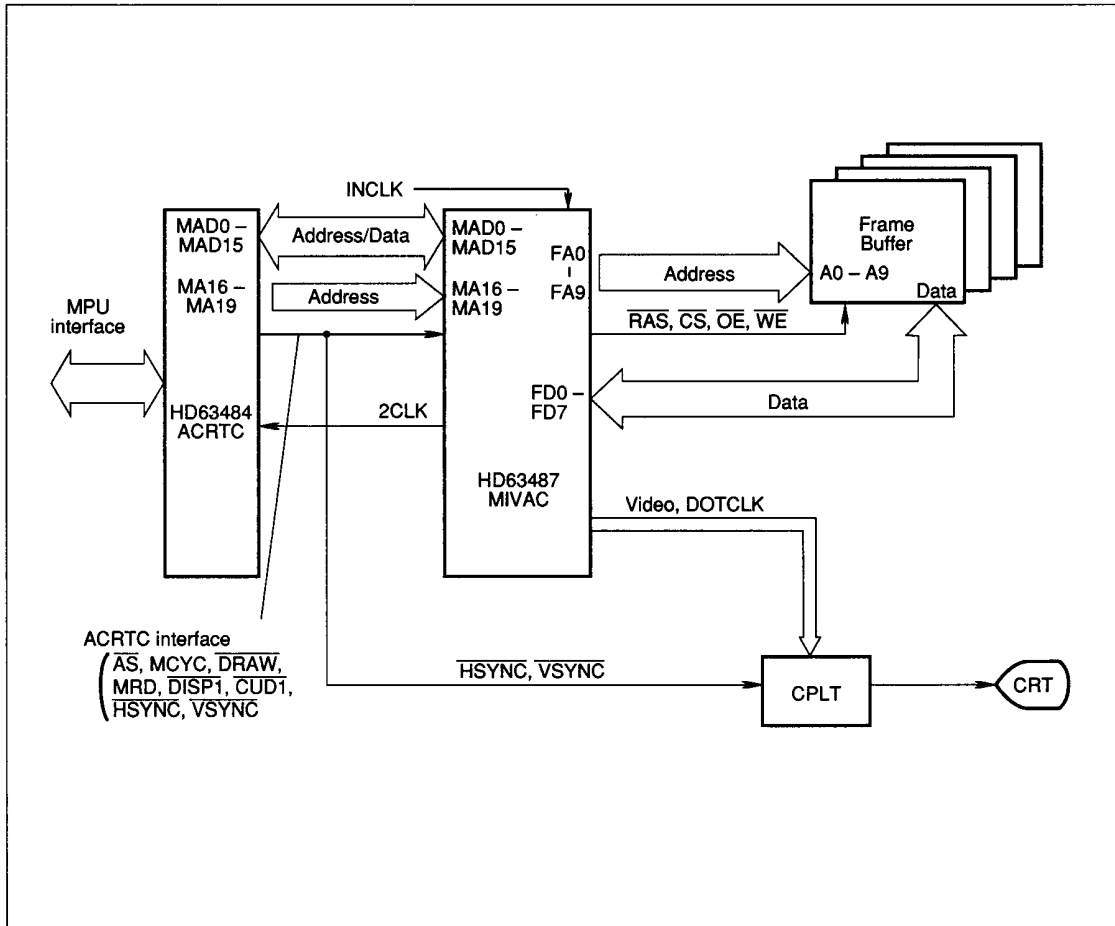 INCLK
MAD0 –
MAD15
Address/Data
MAD0 –
MAD15
FA0
–
FA9
Address
Frame
Buffer
A0 – A9
Data
MA16 –
MA19
Address
MA16 –
MA19
MPU
interface
RAS, CS, OE, WE
FD0 –
FD7
Data
HD63484
ACRTC
2CLK
HD63487
MIVAC
Video, DOTCLK
ACRTC interface
( AS, MCYC, DRAW,
MRD, DISP1, CUD1,
HSYNC, VSYNC
HSYNC, VSYNC
CPLT
CRT